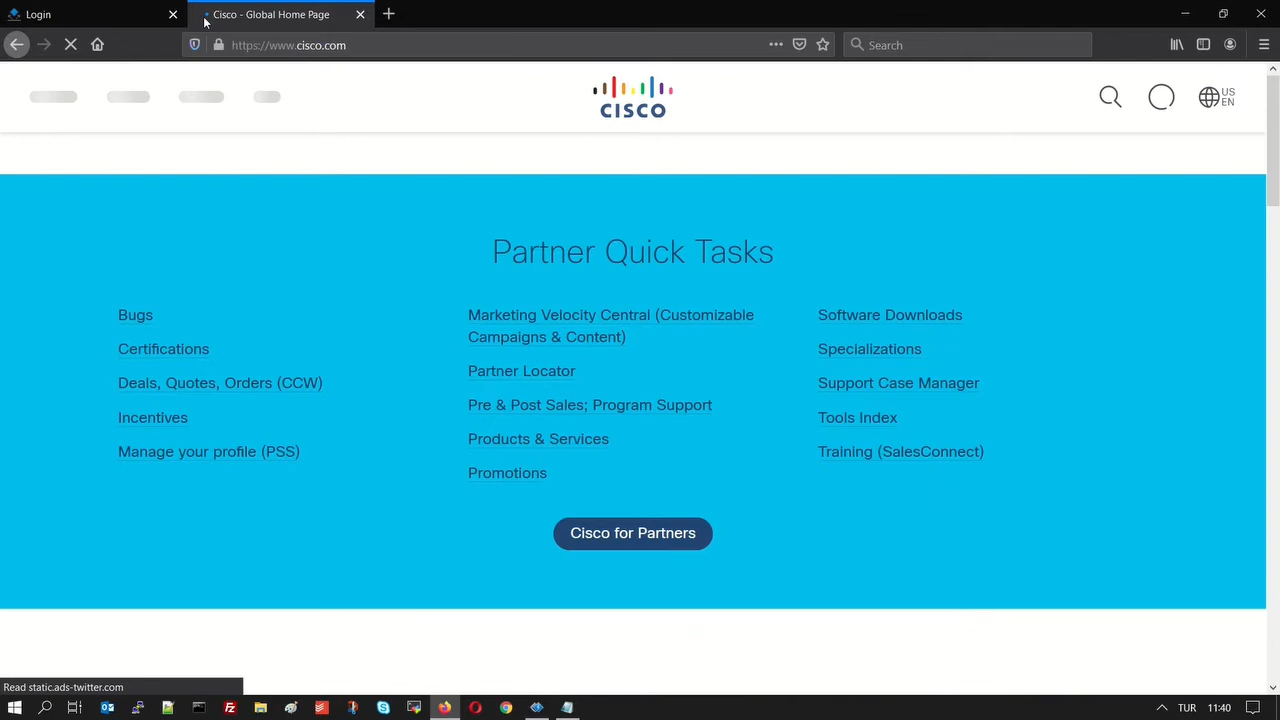 Login
Cisco - Global Home Page
https://www.cisco.com
Search
CISCO
US
EN
Partner Quick Tasks
Bugs
Certifications
Deals, Quotes, Orders (CCW)
Incentives
Manage your profile (PSS)
Marketing Velocity Central (Customizable
Campaigns & Content)
Partner Locator
Pre & Post Sales; Program Support
Products & Services
Promotions
Software Downloads
Specializations
Support Case Manager
Tools Index
Training (SalesConnect)
Cisco for Partners
Read static.ads-twitter.com
TUR
11:40